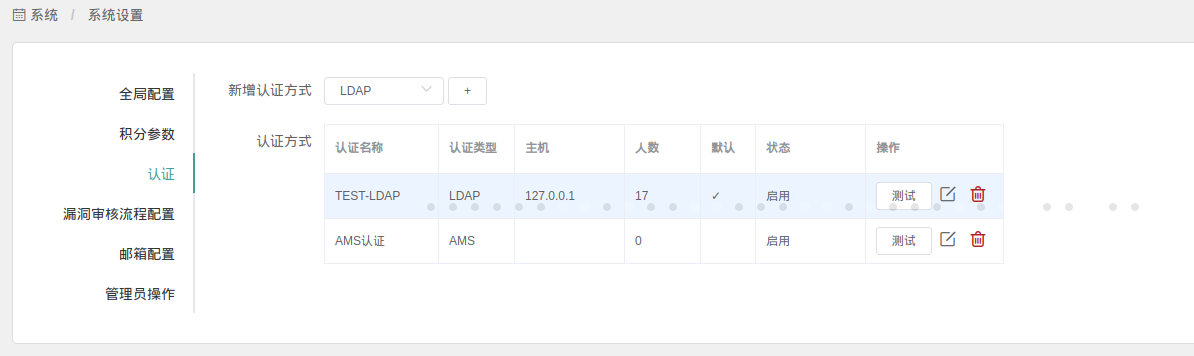 系统 / 系统设置
全局配置
积分参数
认证
漏洞审核流程配置
邮箱配置
管理员操作
新增认证方式 LDAP +
认证方式
认证名称 认证类型 主机 人数 默认 状态 操作
TEST-LDAP LDAP 127.0.0.1 17 ✓ 启用 测试
AMS认证 AMS 0 启用 测试